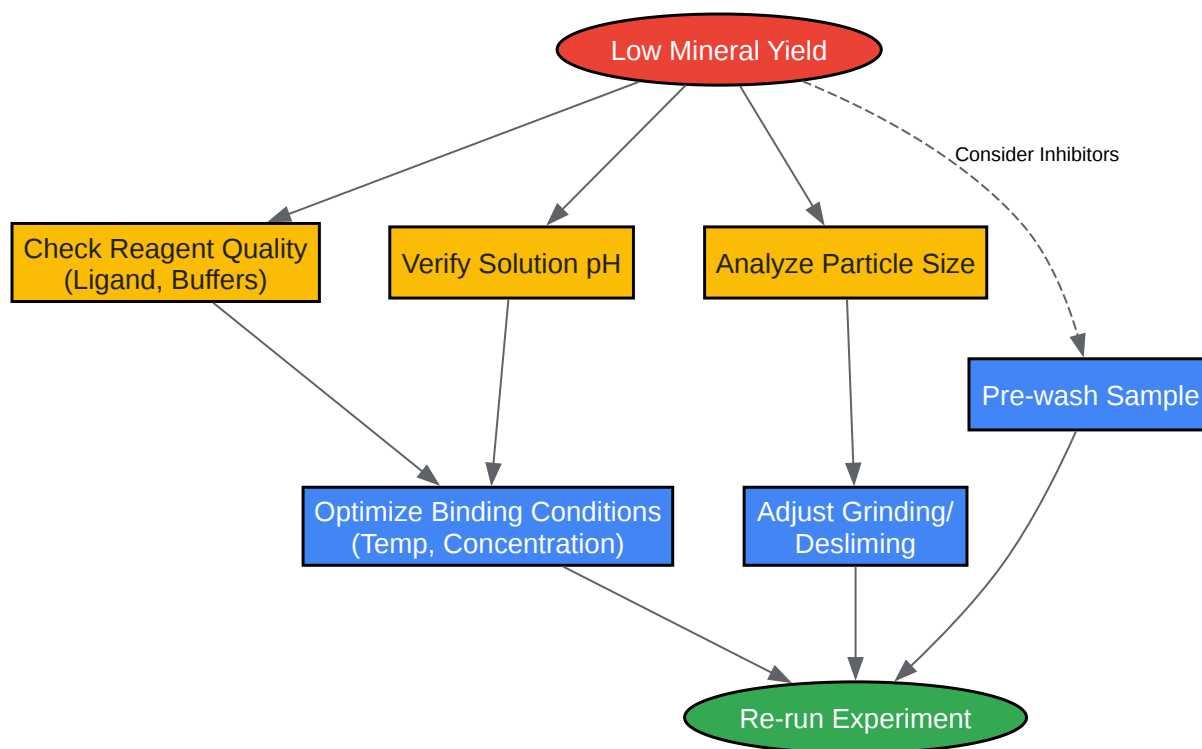 Low Mineral Yield
Consider Inhibitors
Check Reagent Quality
(Ligand, Buffers)
Verify Solution pH
Analyze Particle Size
Pre-wash Sample
Optimize Binding Conditions
(Temp, Concentration)
Adjust Grinding/
Desliming
Re-run Experiment